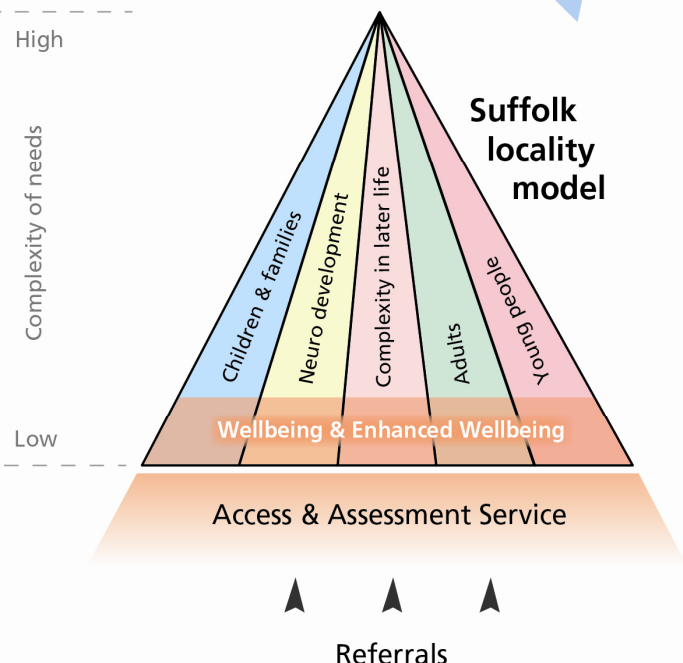 High
Complexity of needs
Low
Suffolk
locality
model
Children & families
Neuro development
Complexity in later life
Adults
Young people
Wellbeing & Enhanced Wellbeing
Access & Assessment Service
Referrals